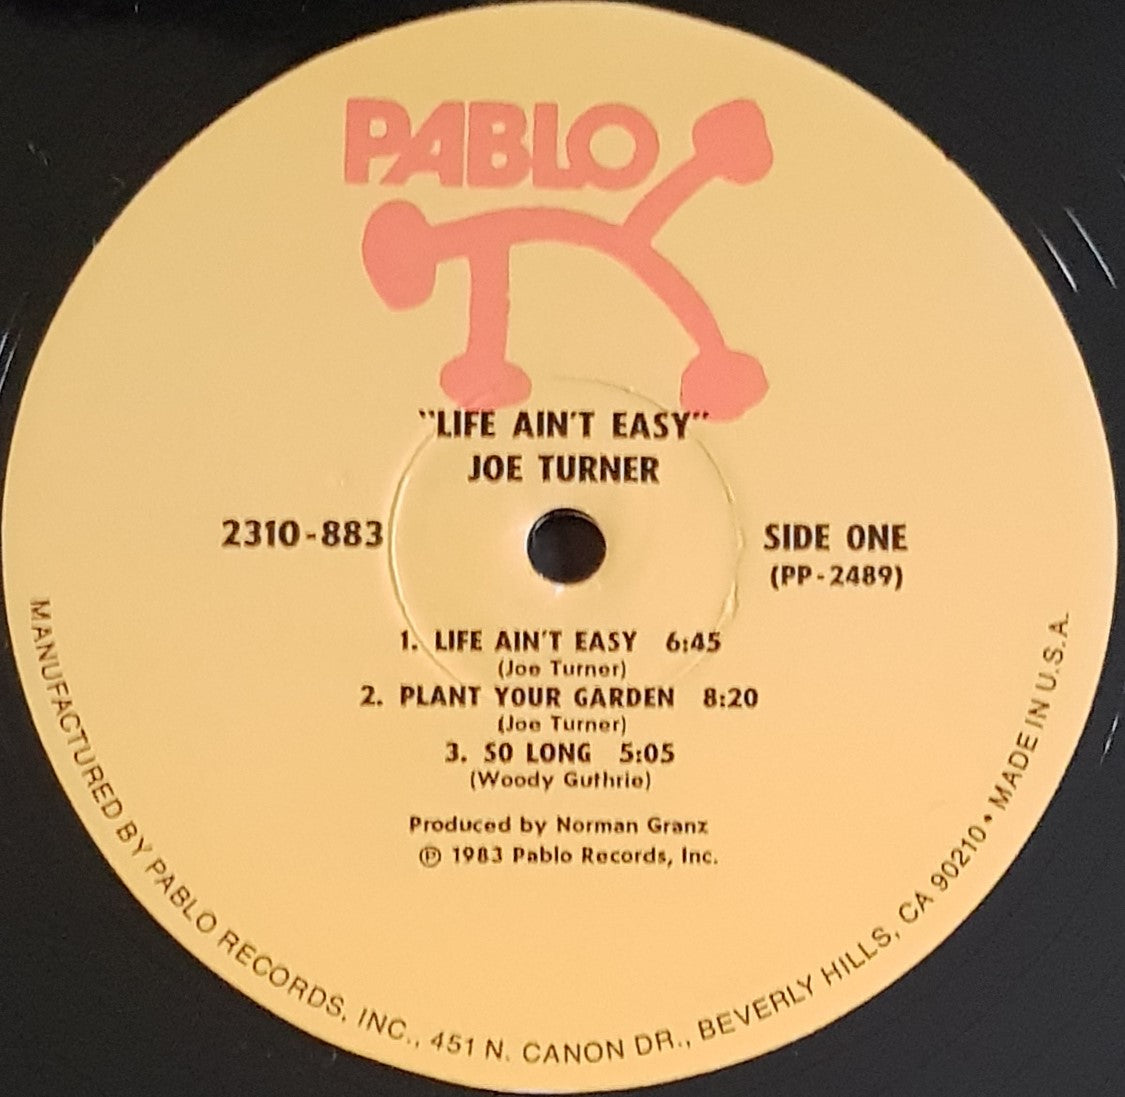 PABLO
"LIFE AIN'T EASY"
JOE TURNER
2310-883
SIDE ONE
(PP-2489)
1. LIFE AIN'T EASY 6:45
(Joe Turner)
2. PLANT YOUR GARDEN 8:20
(Joe Turner)
3. SO LONG 5:05
(Woody Guthrie)
Produced by Norman Granz
℗ 1983 Pablo Records, Inc.
MANUFACTURED BY PABLO RECORDS, INC., 451 N. CANON DR., BEVERLY HILLS, CA 90210 • MADE IN U.S.A.